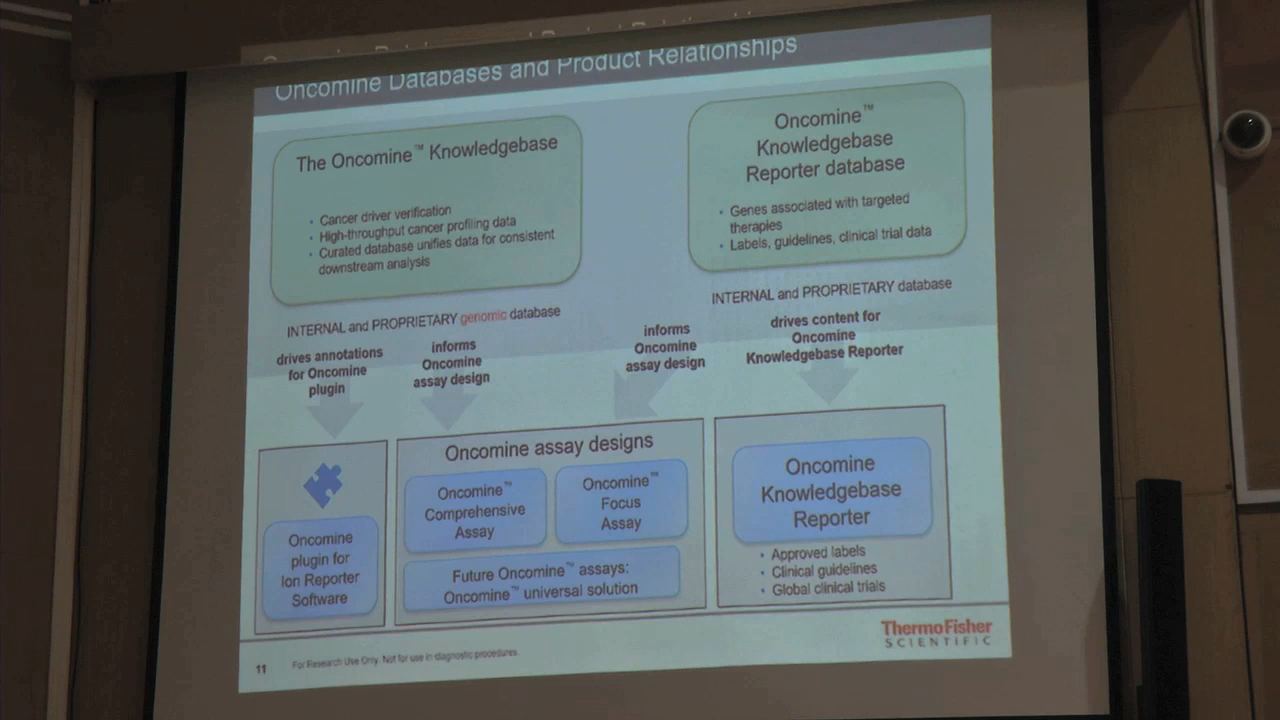 Oncomine Databases and Product Relationships
The Oncomine™ Knowledgebase
• Cancer driver verification
• High-throughput cancer profiling data
• Curated database unifies data for consistent
downstream analysis
Oncomine™
Knowledgebase
Reporter database
• Genes associated with targeted
therapies
• Labels, guidelines, clinical trial data
INTERNAL and PROPRIETARY genomic database
INTERNAL and PROPRIETARY database
drives annotations
for Oncomine
plugin
informs
Oncomine
assay design
informs
Oncomine
assay design
drives content for
Oncomine
Knowledgebase Reporter
Oncomine
plugin for
Ion Reporter
Software
Oncomine assay designs
Oncomine™
Comprehensive
Assay
Oncomine™
Focus
Assay
Future Oncomine™ assays:
Oncomine™ universal solution
Oncomine
Knowledgebase
Reporter
• Approved labels
• Clinical guidelines
• Global clinical trials
11
For Research Use Only. Not for use in diagnostic procedures.
ThermoFisher
SCIENTIFIC